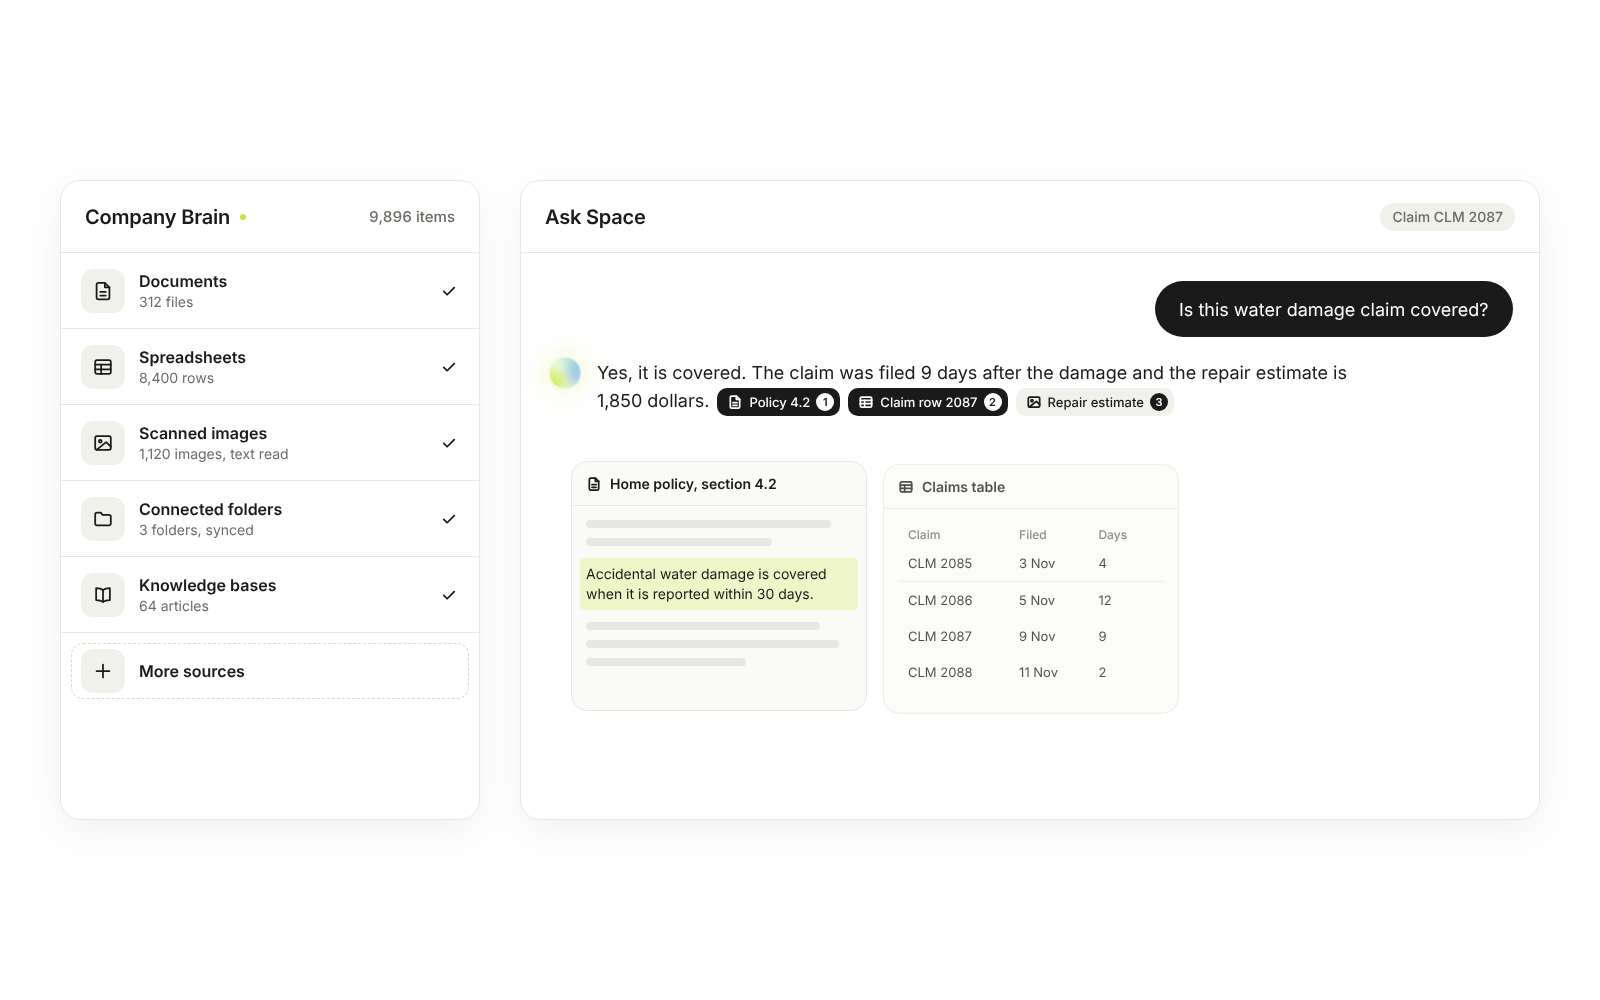 Company Brain
9,896 items
Documents
312 files
Spreadsheets
8,400 rows
Scanned images
1,120 images, text read
Connected folders
3 folders, synced
Knowledge bases
64 articles
More sources
Ask Space
Claim CLM 2087
Is this water damage claim covered?
Yes, it is covered. The claim was filed 9 days after the damage and the repair estimate is
1,850 dollars. Policy 4.2 1 Claim row 2087 2 Repair estimate 3
Home policy, section 4.2
Accidental water damage is covered
when it is reported within 30 days.
Claims table
Claim Filed Days
CLM 2085 3 Nov 4
CLM 2086 5 Nov 12
CLM 2087 9 Nov 9
CLM 2088 11 Nov 2